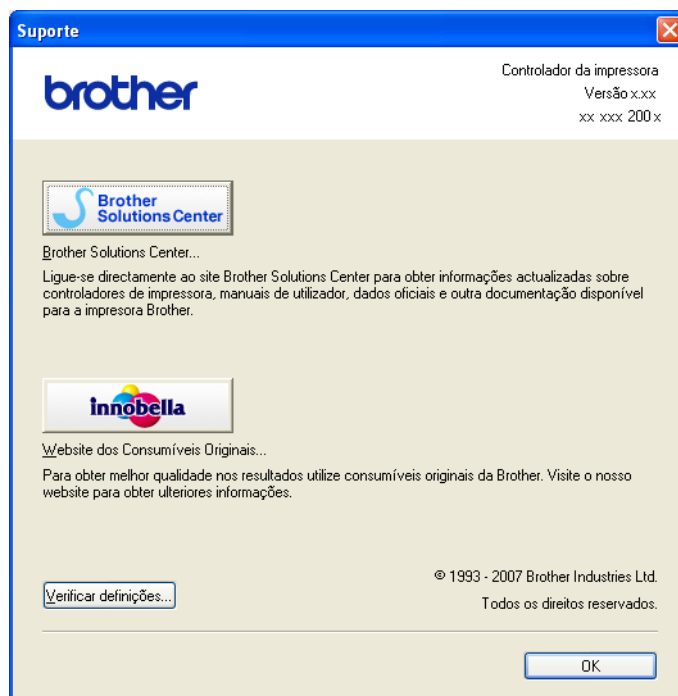 Suporte
brother
Controlador da impressora
Versão x.xx
xx xxx 200 x
Brother
Solutions Center
Brother Solutions Center...
Ligue-se directamente ao site Brother Solutions Center para obter informações actualizadas sobre
controladores de impressora, manuais de utilizador, dados oficiais e outra documentação disponível
para a impresora Brother.
innobella
Website dos Consumíveis Originais...
Para obter melhor qualidade nos resultados utilize consumíveis originais da Brother. Visite o nosso
website para obter ulteriores informações.
© 1993 - 2007 Brother Industries Ltd.
Verificar definições...
Todos os direitos reservados.
OK